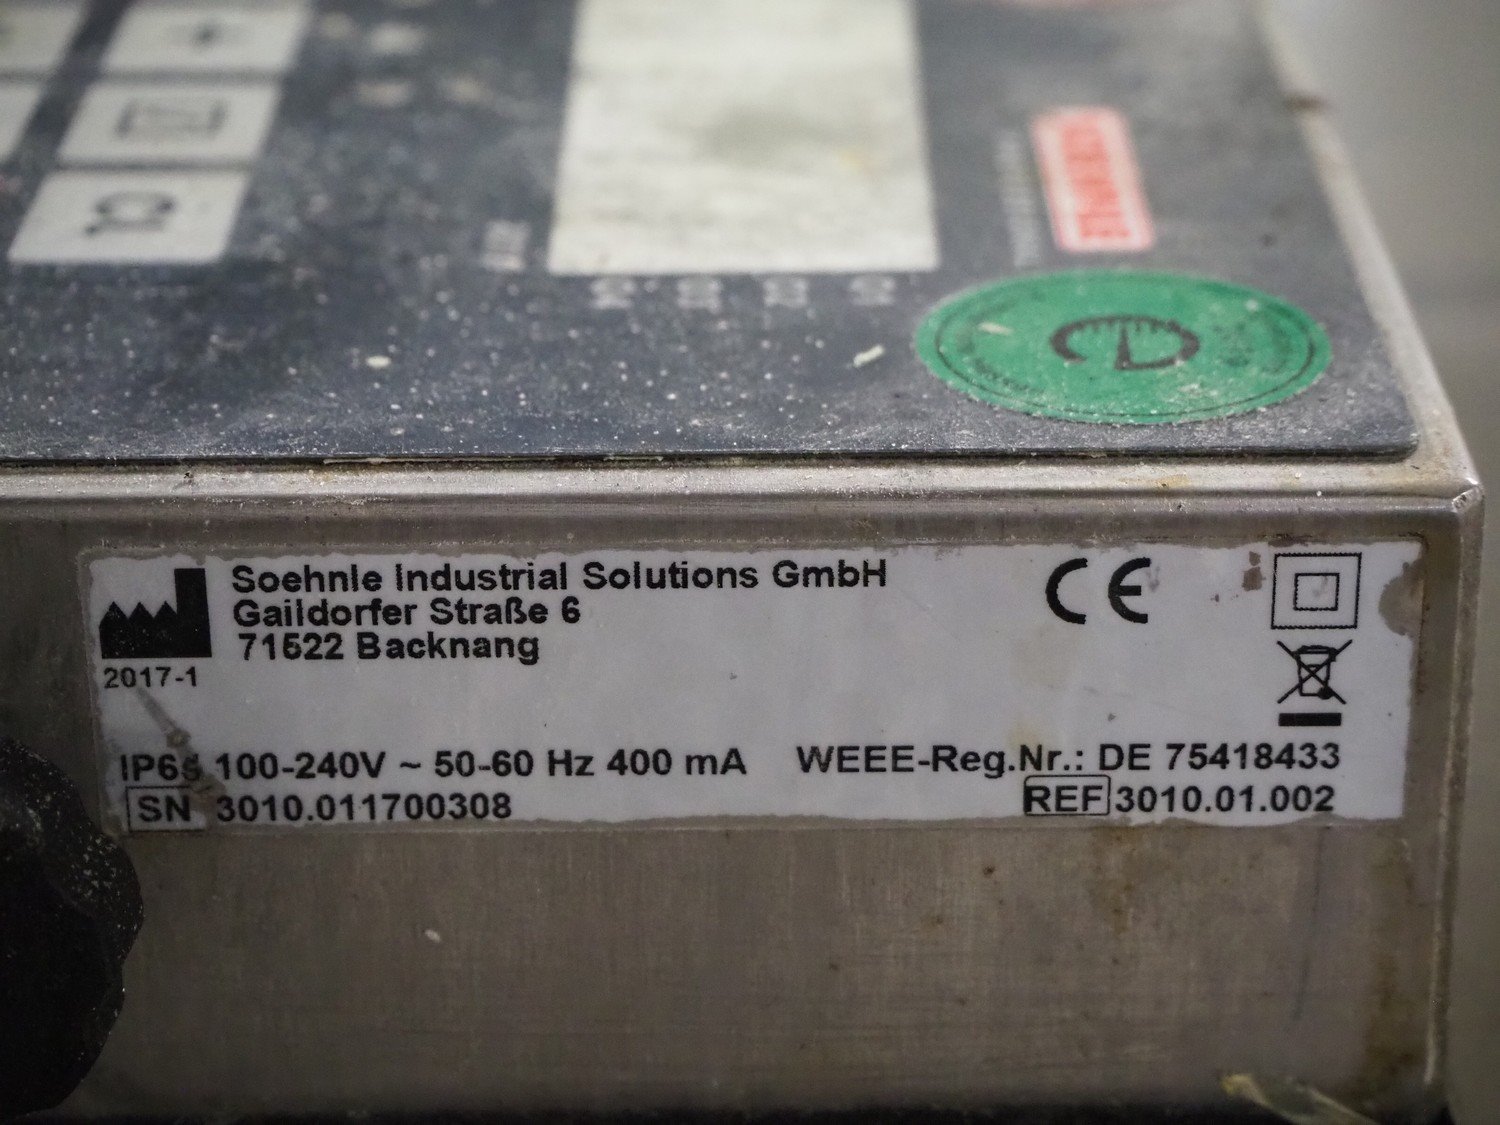 Soehnle Industrial Solutions GmbH
Gaildorfer Straße 6
71522 Backnang
2017-1
CE
100-240V ~ 50-60 Hz 400 mA
WEEE-Reg.Nr.: DE 75418433
SN 3010.011700308
REF 3010.01.002